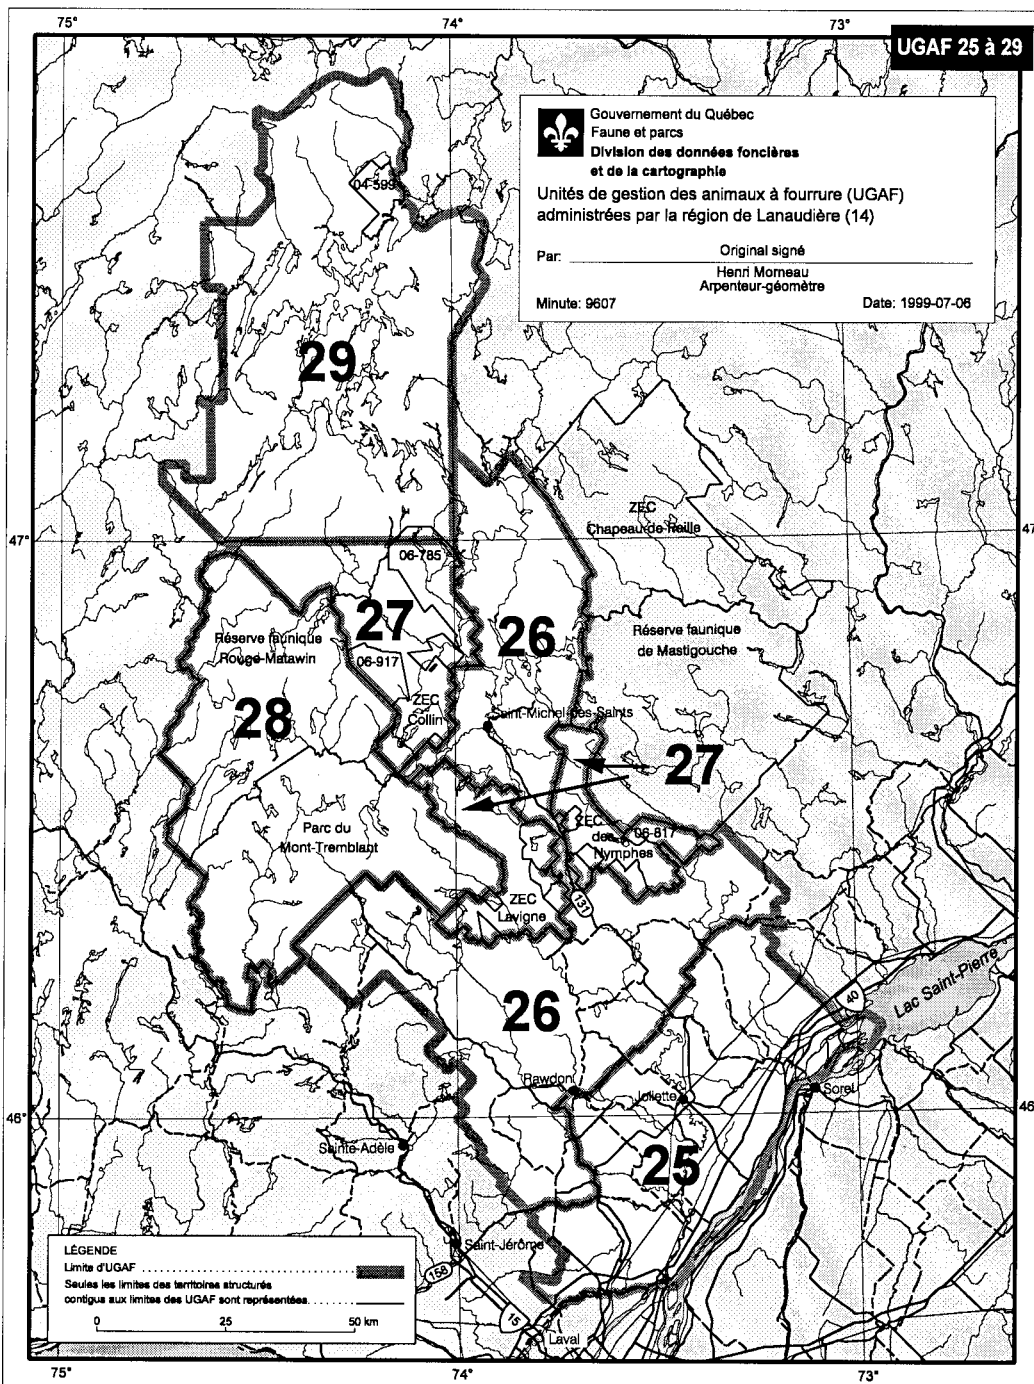 75°
74°
73°
UGAF 25 à 29
Gouvernement du Québec
Faune et parcs
Division des données foncières
et de la cartographie
Unités de gestion des animaux à fourrure (UGAF)
administrées par la région de Lanaudière (14)
Par:
Original signé
Henri Morneau
Arpenteur-géomètre
Minute: 9607
Date: 1999-07-06
04-599
29
ZEC
Chapeau-de-Paille
47°
47
06-785
27
26
Réserve faunique
Rouge-Matawin
06-917
Réserve faunique
de Mastigouche
28
ZEC
Collin
Saint-Michel-des-Saints
27
Parc du
Mont-Tremblant
ZEC
des
Nymphes
06-817
ZEC
Lavigne
131
26
Lac Saint-Pierre
40
Rawdon
Joliette
Sorel
46°
46
Sainte-Adèle
25
Saint-Jérôme
158
15
Laval
LÉGENDE
Limite d'UGAF
Seules les limites des territoires structurés
contigus aux limites des UGAF sont représentées
0 25 50 km
75°
74°
73°